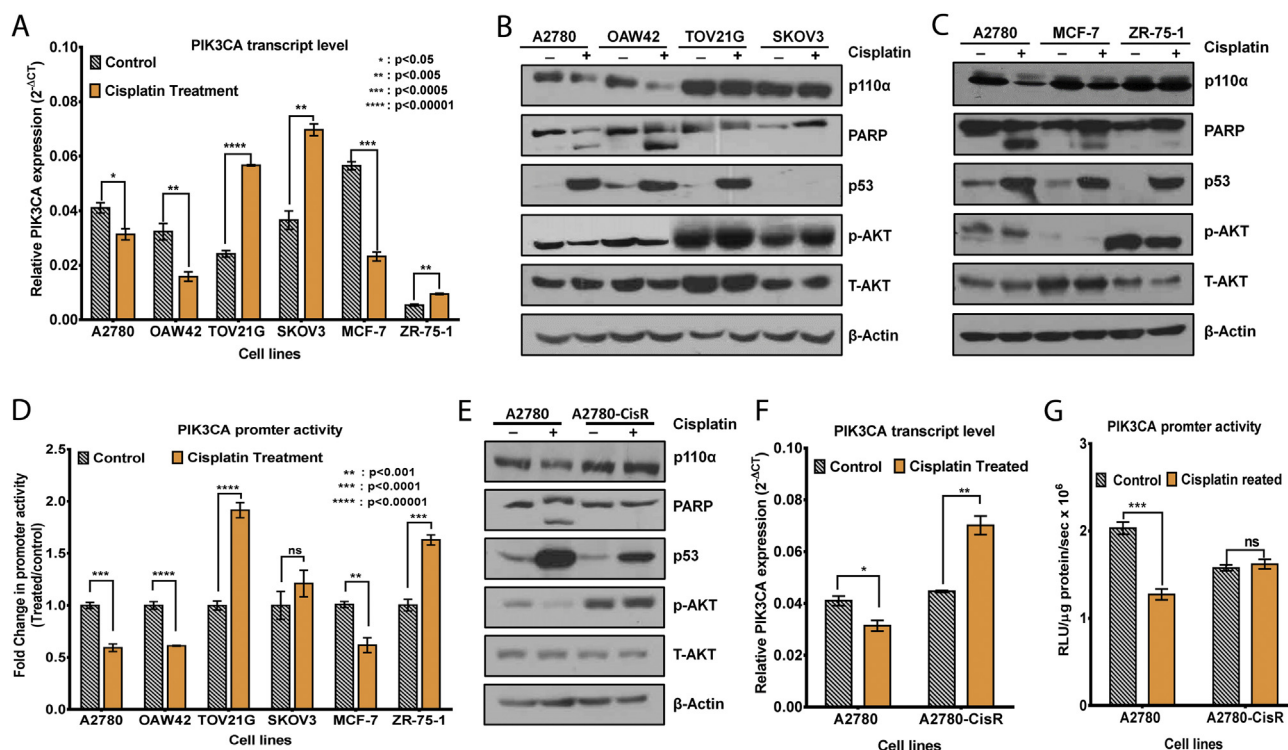 A
PIK3CA transcript level
Control
Cisplatin Treatment
* : p<0.05
** : p<0.005
*** : p<0.0005
**** : p<0.00001
Relative PIK3CA expression (2^-ΔCT)
0.10
0.08
0.06
0.04
0.02
0.00
*
**
****
**
***
**
A2780 OAW42 TOV21G SKOV3 MCF-7 ZR-75-1
Cell lines
B
A2780 OAW42 TOV21G SKOV3
– + – + – + – + Cisplatin
p110α
PARP
p53
p-AKT
T-AKT
β-Actin
C
A2780 MCF-7 ZR-75-1
– + – + – + Cisplatin
p110α
PARP
p53
p-AKT
T-AKT
β-Actin
D
PIK3CA promter activity
Control
Cisplatin Treatment
** : p<0.001
*** : p<0.0001
**** : p<0.00001
Fold Change in promoter activity
(Treated/control)
2.5
2.0
1.5
1.0
0.5
0.0
***
****
****
ns
**
***
A2780 OAW42 TOV21G SKOV3 MCF-7 ZR-75-1
Cell lines
E
A2780 A2780-CisR
– + – + Cisplatin
p110α
PARP
p53
p-AKT
T-AKT
β-Actin
F
PIK3CA transcript level
Control
Cisplatin Treated
Relative PIK3CA expression (2^-ΔCT)
0.10
0.08
0.06
0.04
0.02
0.00
*
**
A2780 A2780-CisR
Cell lines
G
PIK3CA promter activity
Control
Cisplatin reated
RLU/µg protein/sec x 10^6
3
2
1
0
***
ns
A2780 A2780-CisR
Cell lines